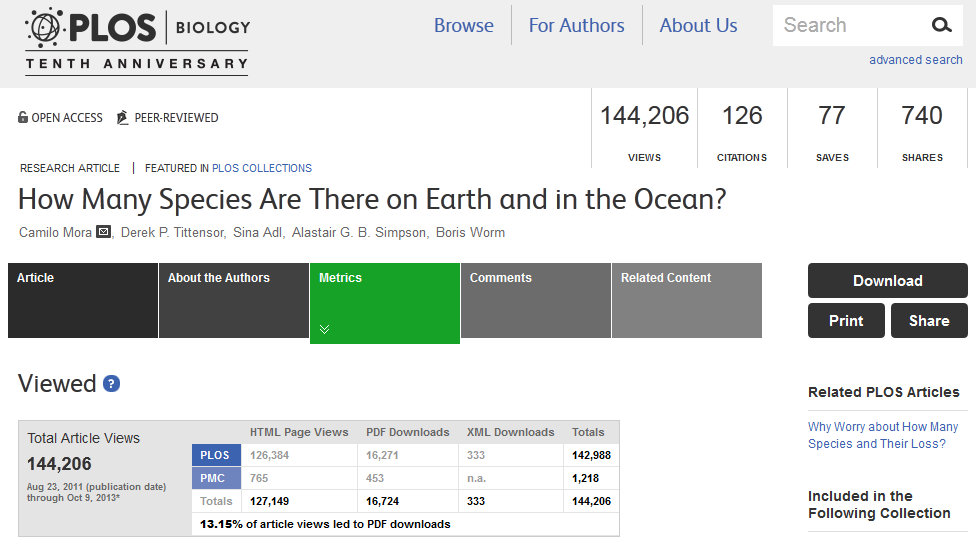 PLOS BIOLOGY
TENTH ANNIVERSARY
Browse
For Authors
About Us
Search
advanced search
OPEN ACCESS
PEER-REVIEWED
144,206
VIEWS
126
CITATIONS
77
SAVES
740
SHARES
RESEARCH ARTICLE
FEATURED IN PLOS COLLECTIONS
How Many Species Are There on Earth and in the Ocean?
Camilo Mora , Derek P. Tittensor, Sina Adl, Alastair G. B. Simpson, Boris Worm
Article
About the Authors
Metrics
Comments
Related Content
Download
Print
Share
Viewed ?
Total Article Views
144,206
Aug 23, 2011 (publication date)
through Oct 9, 2013*
HTML Page Views PDF Downloads XML Downloads Totals
PLOS 126,384 16,271 333 142,988
PMC 765 453 n.a. 1,218
Totals 127,149 16,724 333 144,206
13.15% of article views led to PDF downloads
Related PLOS Articles
Why Worry about How Many
Species and Their Loss?
Included in the
Following Collection